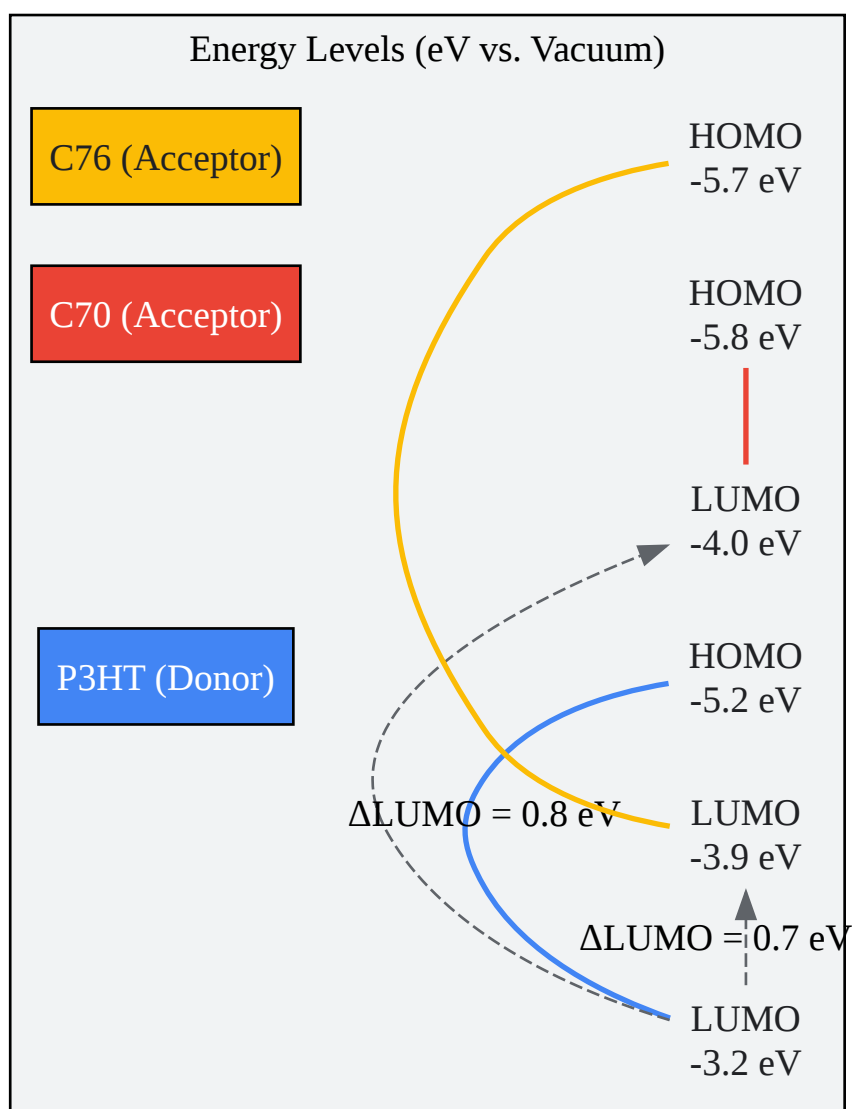 Energy Levels (eV vs. Vacuum)
C76 (Acceptor)
HOMO
-5.7 eV
C70 (Acceptor)
HOMO
-5.8 eV
LUMO
-4.0 eV
P3HT (Donor)
HOMO
-5.2 eV
ΔLUMO = 0.8 eV
LUMO
-3.9 eV
ΔLUMO = 0.7 eV
LUMO
-3.2 eV